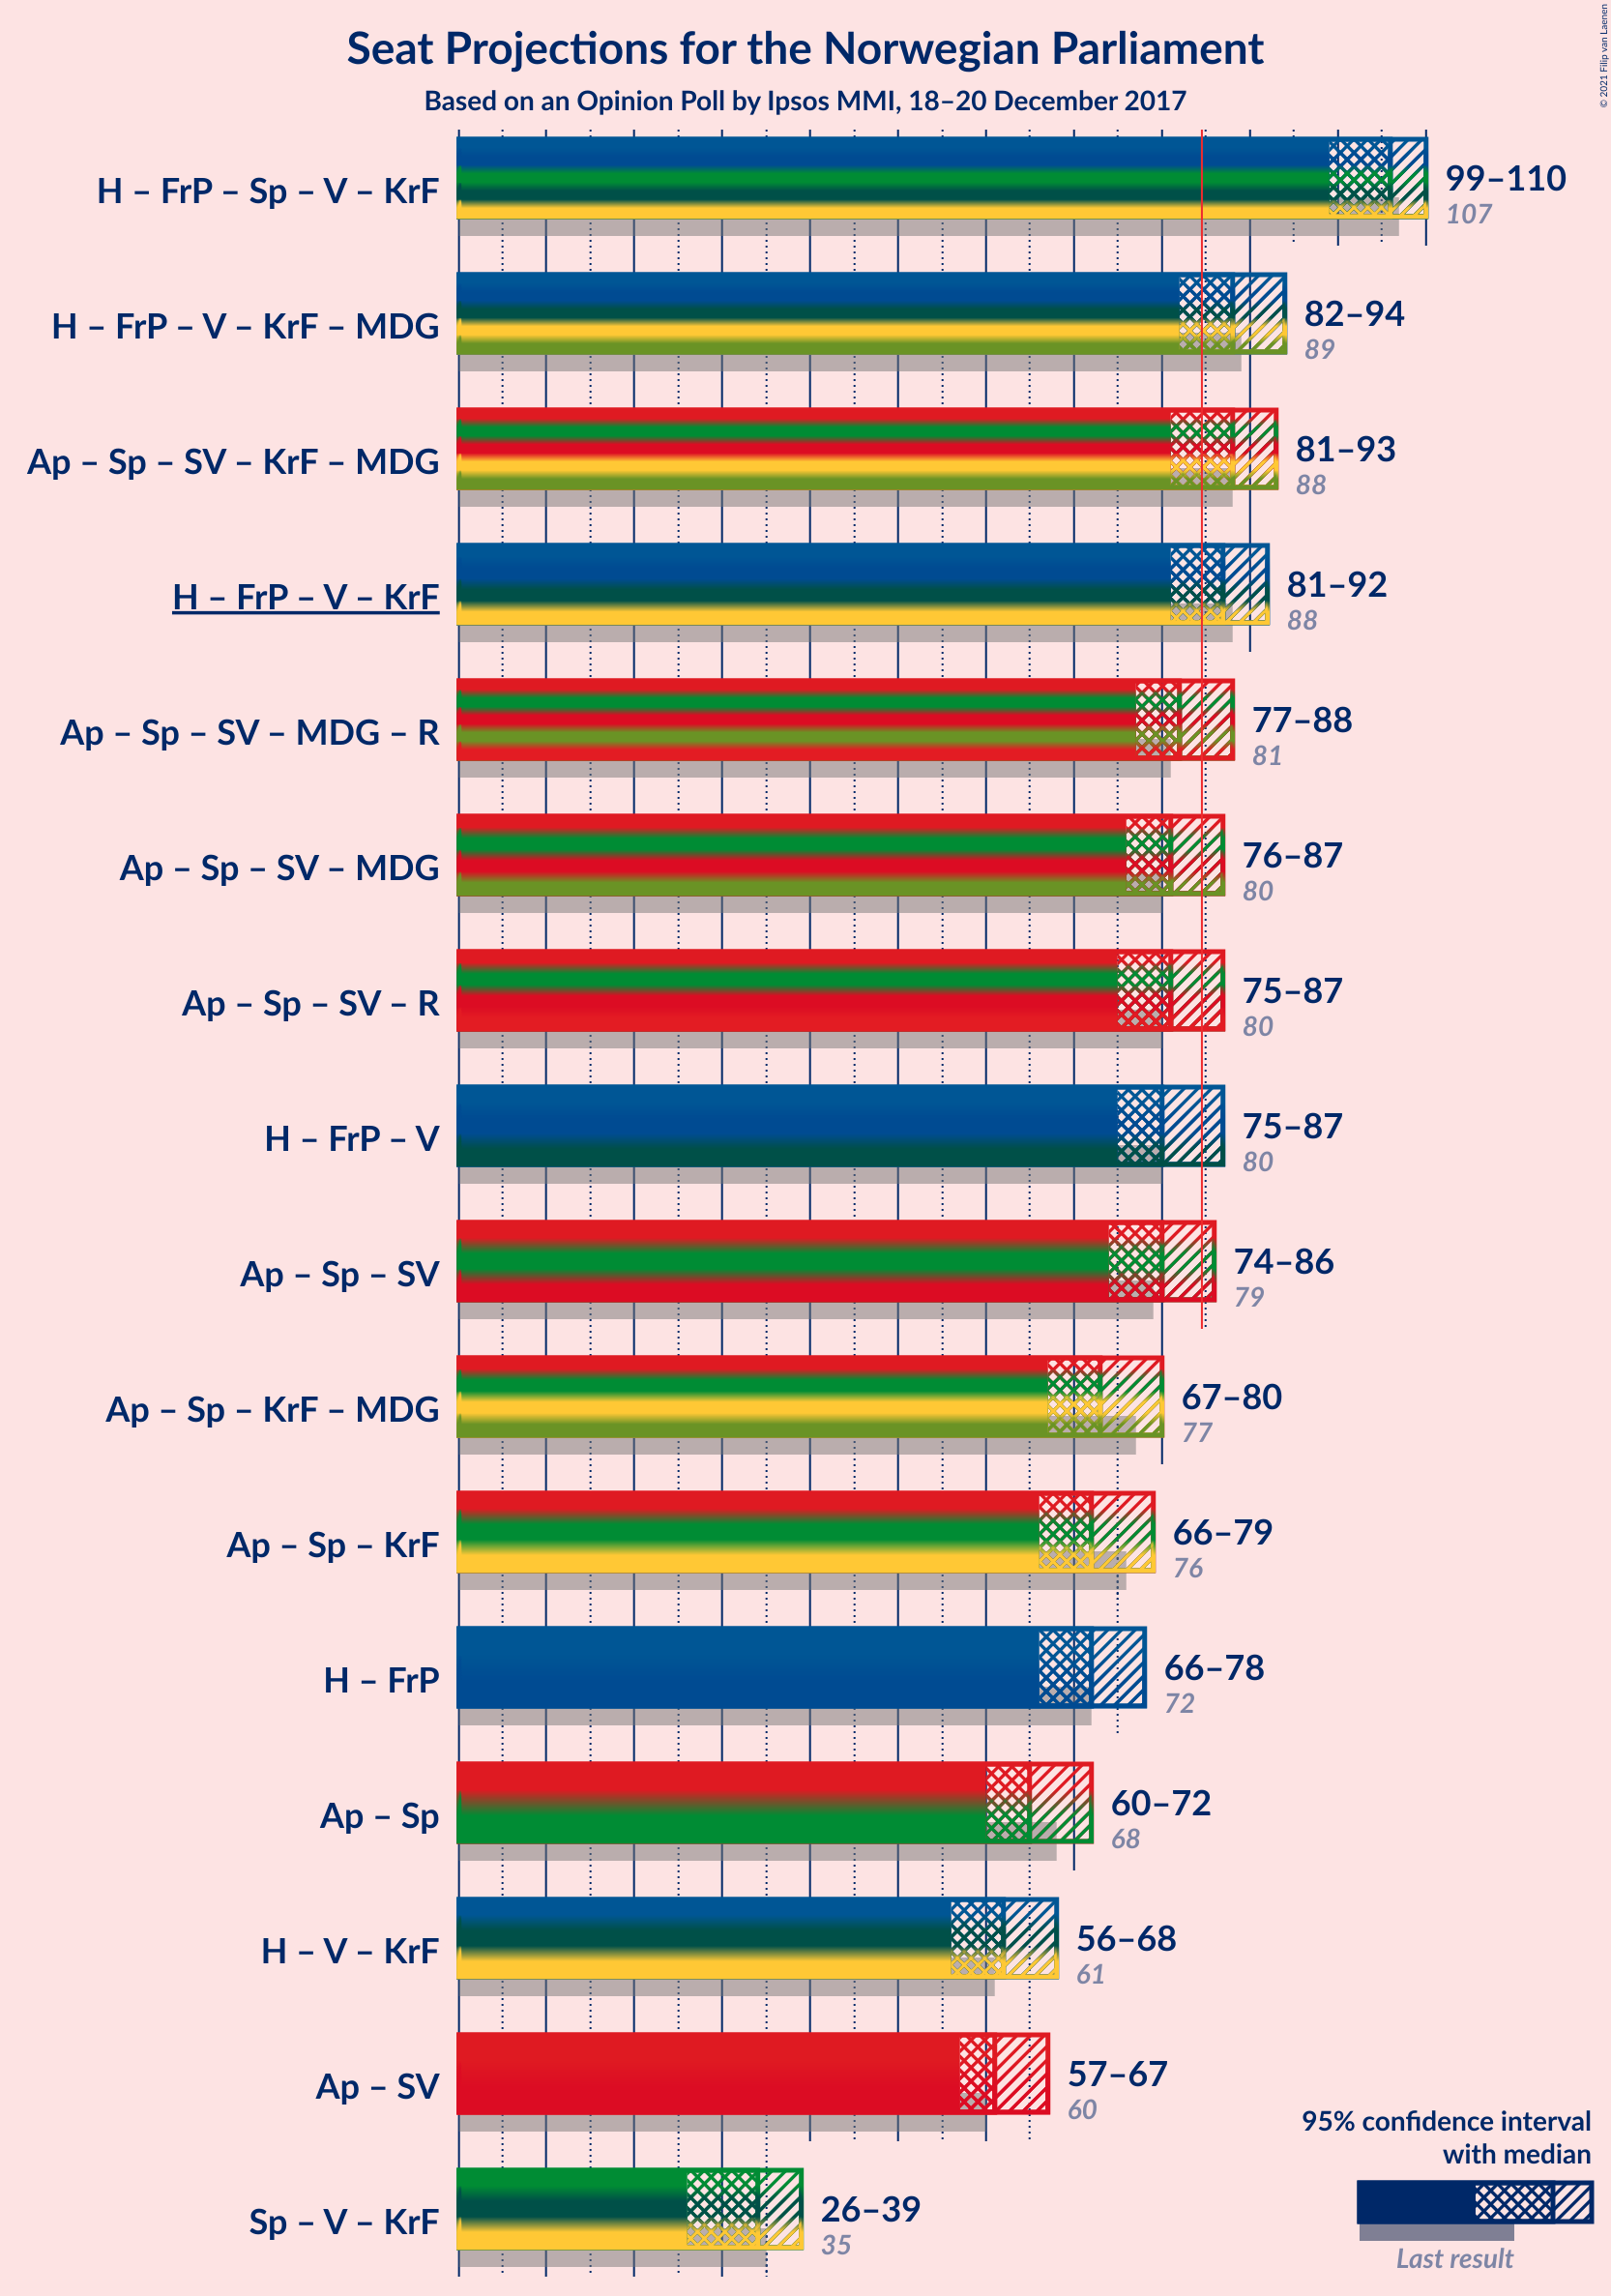 © 2021 Filip van Laenen
Seat Projections for the Norwegian Parliament
Based on an Opinion Poll by Ipsos MMI, 18–20 December 2017
H – FrP – Sp – V – KrF
99–110
107
H – FrP – V – KrF – MDG
82–94
89
Ap – Sp – SV – KrF – MDG
81–93
88
H – FrP – V – KrF
81–92
88
Ap – Sp – SV – MDG – R
77–88
81
Ap – Sp – SV – MDG
76–87
80
Ap – Sp – SV – R
75–87
80
H – FrP – V
75–87
80
Ap – Sp – SV
74–86
79
Ap – Sp – KrF – MDG
67–80
77
Ap – Sp – KrF
66–79
76
H – FrP
66–78
72
Ap – Sp
60–72
68
H – V – KrF
56–68
61
Ap – SV
57–67
60
Sp – V – KrF
26–39
35
95% confidence interval
with median
Last result